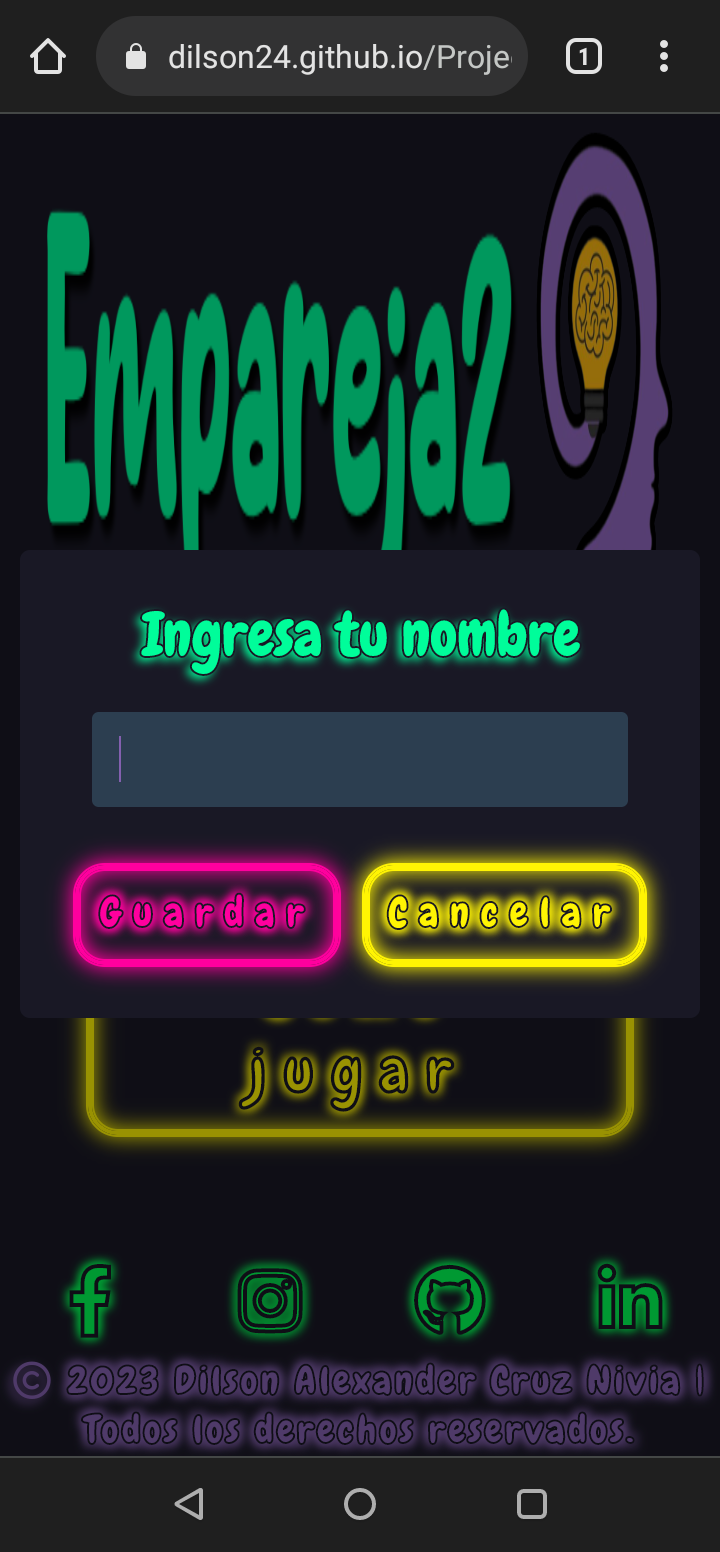 dilson24.github.io/Proje
1
Empareja2
Ingresa tu nombre
Guardar
Cancelar
jugar
© 2023 Dilson Alexander Cruz Nivia |
Todos los derechos reservados.